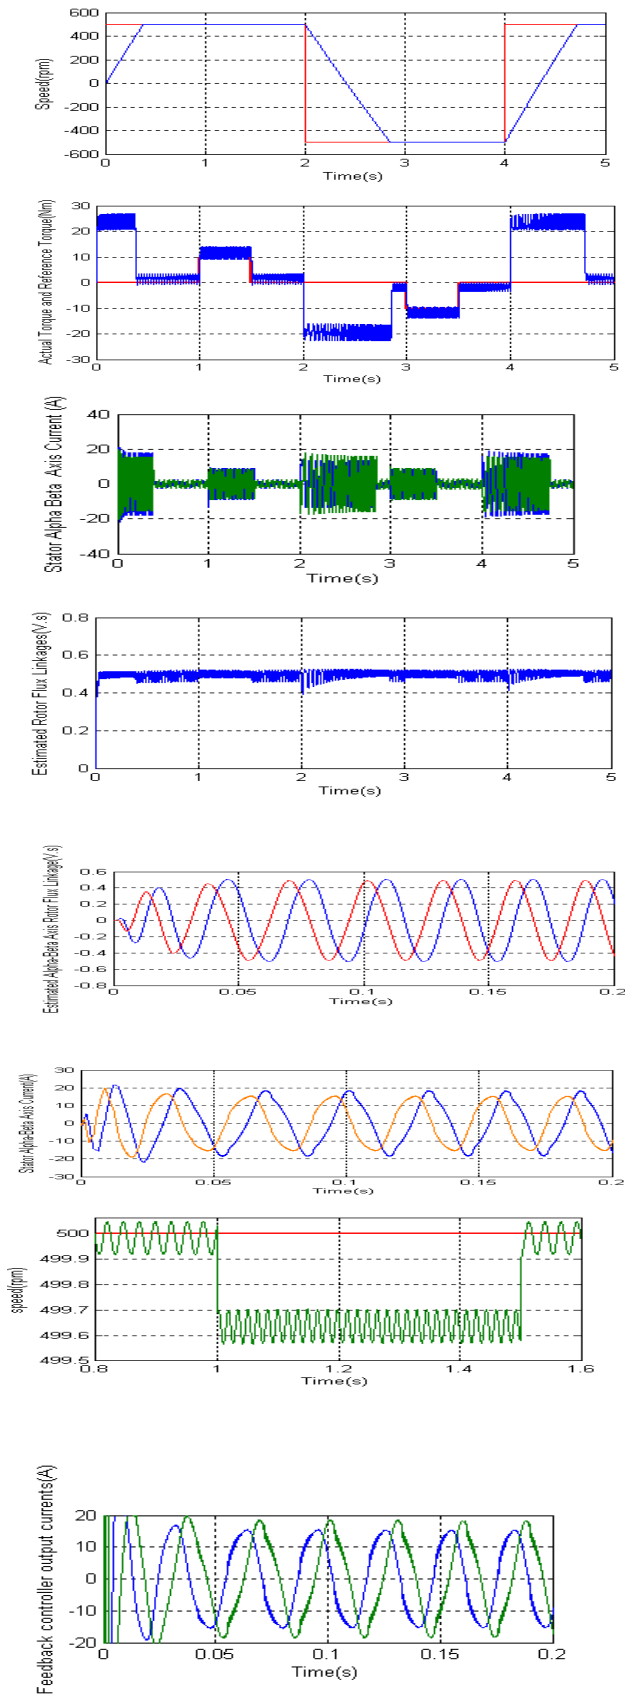 600
400
200
0
-200
-400
-600
Speed(rpm)
0 1 2 3 4 5
Time(s)
30
20
10
0
-10
-20
-30
Actual Torque and Reference Torque(Nm)
0 1 2 3 4 5
Time(s)
40
20
0
-20
-40
Stator Alpha Beta Axis Current (A)
0 1 2 3 4 5
Time(s)
0.8
0.6
0.4
0.2
0
Estimated Rotor Flux Linkages(V.s)
0 1 2 3 4 5
Time(s)
0.6
0.4
0.2
0
-0.2
-0.4
-0.6
-0.8
Estimated Alpha-Beta Axis Rotor Flux Linkage(V.s)
0 0.05 0.1 0.15 0.2
Time(s)
30
20
10
0
-10
-20
-30
Stator Alpha-Beta Axis Current(A)
0 0.05 0.1 0.15 0.2
Time(s)
500
499.9
499.8
499.7
499.6
499.5
speed(rpm)
0.8 1 1.2 1.4 1.6
Time(s)
20
10
0
-10
-20
Feedback controller output currents(A)
0 0.05 0.1 0.15 0.2
Time(s)